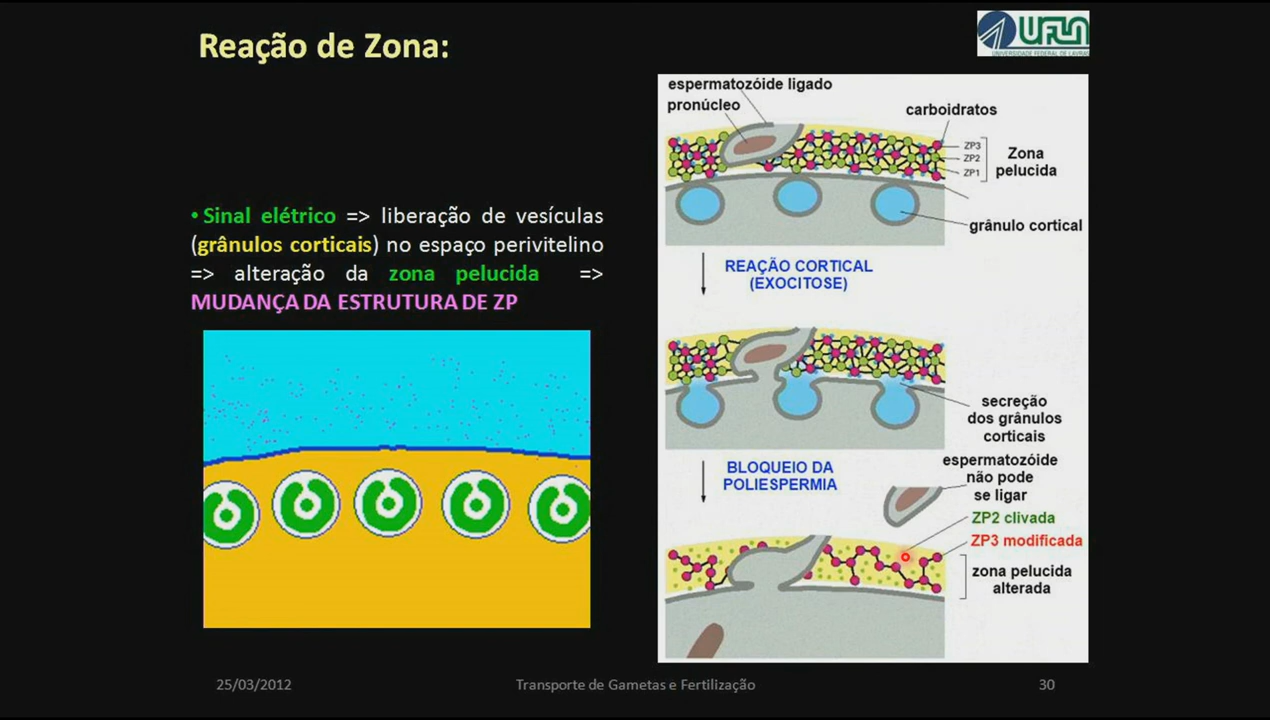 Reação de Zona:
UFLA
UNIVERSIDADE FEDERAL DE LAVRAS
• Sinal elétrico => liberação de vesículas
(grânulos corticais) no espaço perivitelino
=> alteração da zona pelucida =>
MUDANÇA DA ESTRUTURA DE ZP
espermatozóide ligado
pronúcleo
carboidratos
ZP3
ZP2
ZP1
Zona
pelucida
grânulo cortical
REAÇÃO CORTICAL
(EXOCITOSE)
secreção
dos grânulos
corticais
BLOQUEIO DA
POLIESPERMIA
espermatozóide
não pode
se ligar
ZP2 clivada
ZP3 modificada
zona pelucida
alterada
25/03/2012
Transporte de Gametas e Fertilização
30